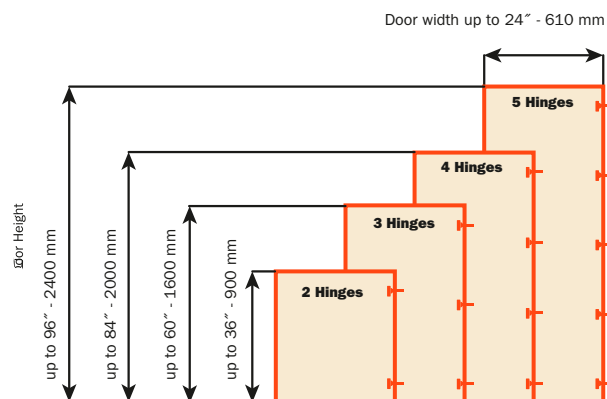 Door width up to 24″ - 610 mm
5 Hinges
4 Hinges
3 Hinges
2 Hinges
Door Height
up to 96″ - 2400 mm
up to 84″ - 2000 mm
up to 60″ - 1600 mm
up to 36″ - 900 mm